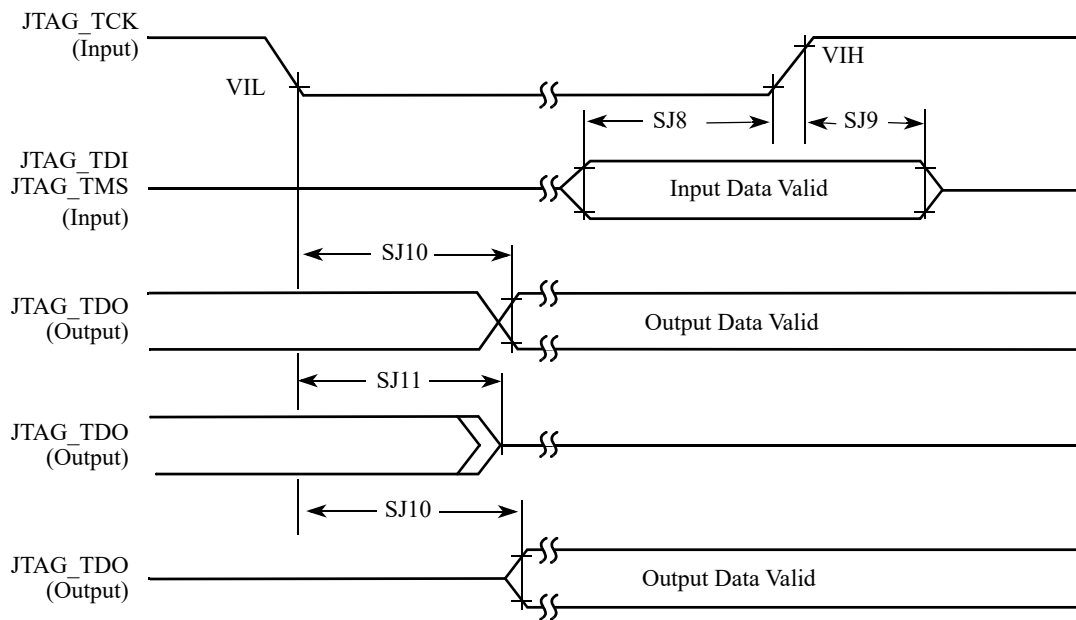 JTAG_TCK
(Input)
VIH
VIL
SJ8
SJ9
JTAG_TDI
JTAG_TMS
(Input)
Input Data Valid
SJ10
JTAG_TDO
(Output)
Output Data Valid
SJ11
JTAG_TDO
(Output)
SJ10
JTAG_TDO
(Output)
Output Data Valid